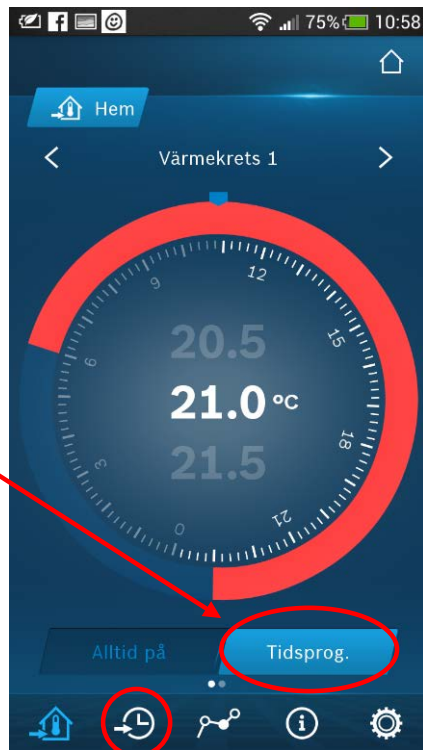 75% 10:58
Hem
Värmekrets 1
9
12
15
6
20.5
21.0 °C
21.5
18
3
0
21
Alltid på
Tidsprog.